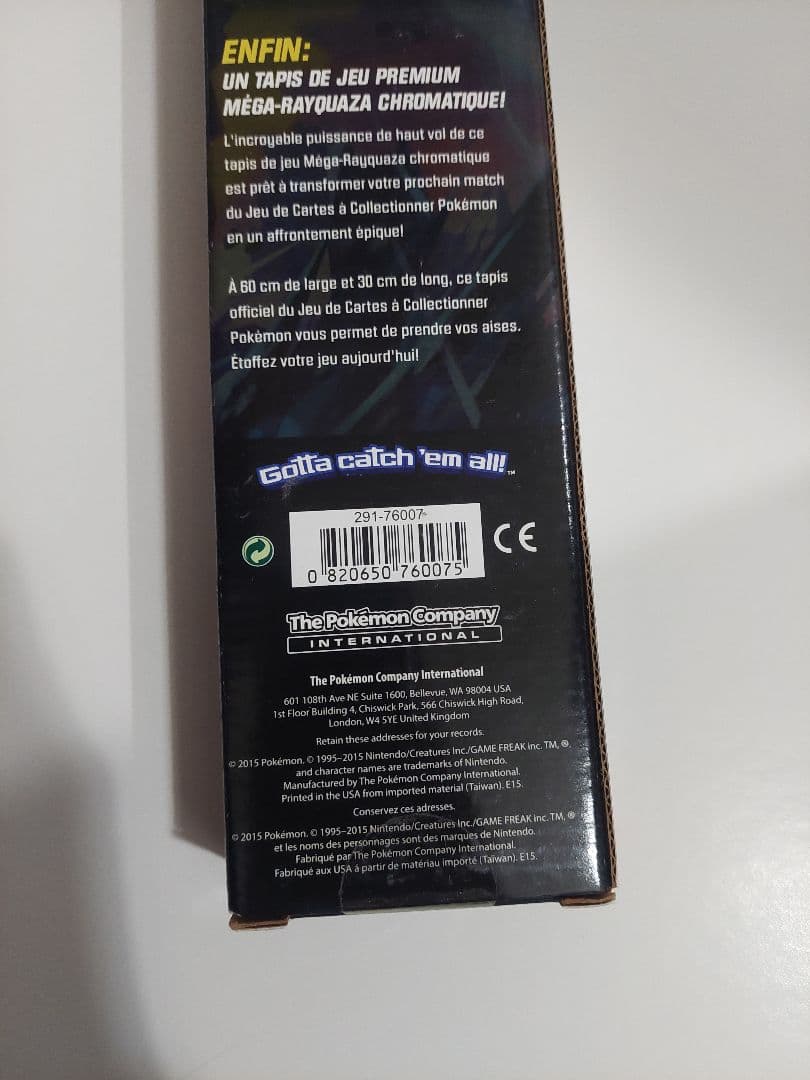 ENFIN:
UN TAPIS DE JEU PREMIUM
MÉGA-RAYQUAZA CHROMATIQUE!
L'incroyable puissance de haut vol de ce
tapis de jeu Méga-Rayquaza chromatique
est prêt à transformer votre prochain match
du Jeu de Cartes à Collectionner Pokémon
en un affrontement épique!
À 60 cm de large et 30 cm de long, ce tapis
officiel du Jeu de Cartes à Collectionner
Pokémon vous permet de prendre vos aises.
Étoffez votre jeu aujourd'hui!
Gotta catch 'em all!™
291-76007
CE
0 820650 760075
The Pokémon Company
INTERNATIONAL
The Pokémon Company International
601 108th Ave NE Suite 1600, Bellevue, WA 98004 USA
1st Floor Building 4, Chiswick Park, 566 Chiswick High Road,
London, W4 5YE United Kingdom
Retain these addresses for your records.
© 2015 Pokémon. © 1995–2015 Nintendo/Creatures Inc./GAME FREAK inc. TM, ®,
and character names are trademarks of Nintendo.
Manufactured by The Pokémon Company International.
Printed in the USA from imported material (Taiwan). E15.
Conservez ces adresses.
© 2015 Pokémon. © 1995–2015 Nintendo/Creatures Inc./GAME FREAK inc. TM, ®
et les noms des personnages sont des marques de Nintendo.
Fabriqué par The Pokémon Company International.
Fabriqué aux USA á partir de matériau importé (Taïwan). E15.